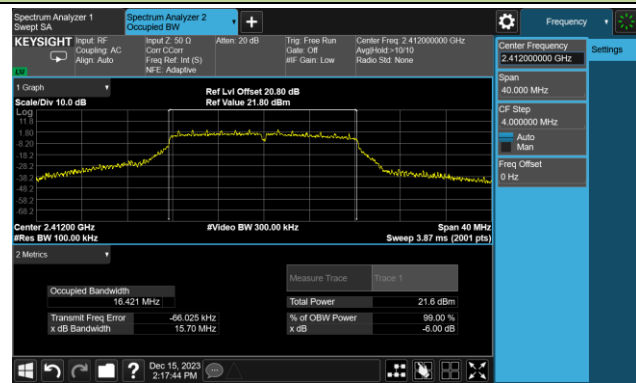 Spectrum Analyzer 1
Swept SA
Spectrum Analyzer 2
Occupied BW
Frequency
KEYSIGHT
Input: RF
Coupling: AC
Align: Auto
Input Z: 50 Ω
Corr CCorr
Freq Ref: Int (S)
NFE: Adaptive
Atten: 20 dB
Trig: Free Run
Gate: Off
#IF Gain: Low
Center Freq: 2.412000000 GHz
Avg|Hold:>10/10
Radio Std: None
Center Frequency
2.412000000 GHz
Settings
Span
40.000 MHz
CF Step
4.000000 MHz
Auto
Man
Freq Offset
0 Hz
1 Graph
Scale/Div 10.0 dB
Ref Lvl Offset 20.80 dB
Ref Value 21.80 dBm
Log
11.8
1.80
-8.20
-18.2
-28.2
-38.2
-48.2
-58.2
-68.2
Center 2.41200 GHz
#Video BW 300.00 kHz
Span 40 MHz
#Res BW 100.00 kHz
Sweep 3.87 ms (2001 pts)
2 Metrics
Measure Trace
Trace 1
Occupied Bandwidth
16.421 MHz
Total Power
21.6 dBm
Transmit Freq Error
-66.025 kHz
% of OBW Power
99.00 %
x dB Bandwidth
15.70 MHz
x dB
-6.00 dB
?
Dec 15, 2023
2:17:44 PM